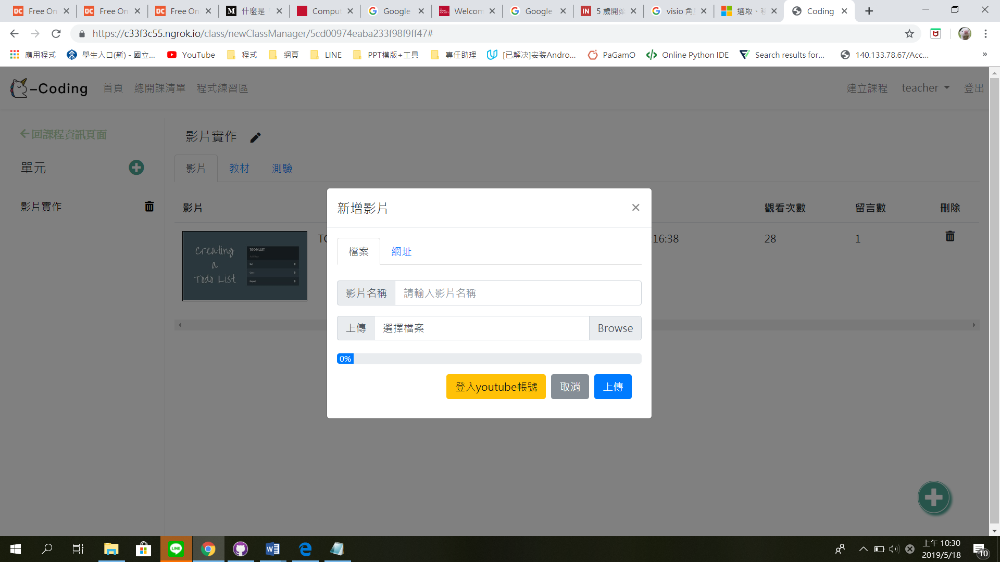 Free On
Free On
Free On
什麼是「
Comput
Google
Welcom
Google
5 歲開始
visio 角
選取、移
Coding
https://c33f3c55.ngrok.io/class/newClassManager/5cd00974eaba233f98f9ff47#
應用程式
學生入口(新) - 國立...
YouTube
程式
網頁
LINE
PPT模版+工具
專任助理
[已解决]安装Andro...
PaGamO
Online Python IDE
Search results for...
140.133.78.67/Acc...
-Coding
首頁
總開課清單
程式練習區
建立課程
teacher
登出
回課程資訊頁面
單元
影片實作
影片實作
影片
教材
測驗
影片
觀看次數
留言數
刪除
Creating
a
Todo List
TODO LIST
TO
16:38
28
1
新增影片
×
檔案
網址
影片名稱
請輸入影片名稱
上傳
選擇檔案
Browse
0%
登入youtube帳號
取消
上傳
上午 10:30
2019/5/18
10